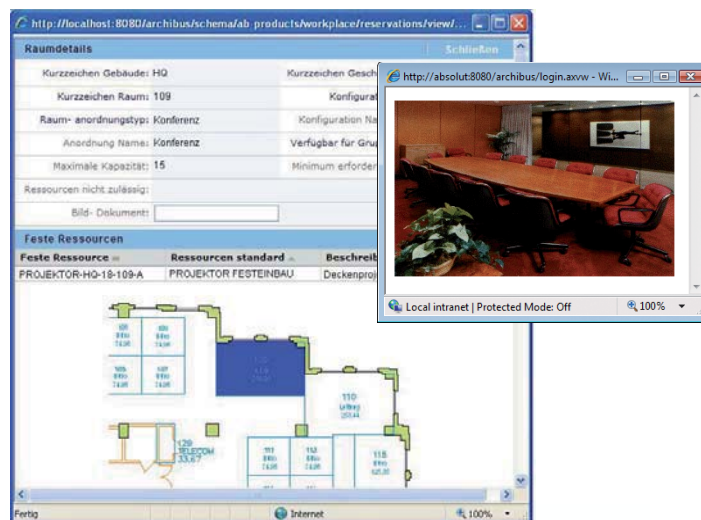 http://localhost:8080/archibus/schema/ab-products/workplace/reservations/view/...
Raumdetails
Schließen
Kurzzeichen Gebäude: HQ
Kurzzeichen Gesch
Kurzzeichen Raum: 109
Konfigurat
Raum- anordnungstyp: Konferenz
Konfiguration Na
Anordnung Name: Konferenz
Verfügbar für Grup
Maximale Kapazität: 15
Minimum erforder
Ressourcen nicht zulässig:
Bild- Dokument:
Feste Ressourcen
Feste Ressource
Ressourcen standard
Beschreib
PROJEKTOR-HQ-18-109-A
PROJEKTOR FESTEINBAU
Deckenproj
110
129
TELECOM
33.67
111
112
115
Fertig
Internet
100%
http://absolut:8080/archibus/login.axvw - Wi...
Local intranet | Protected Mode: Off
100%